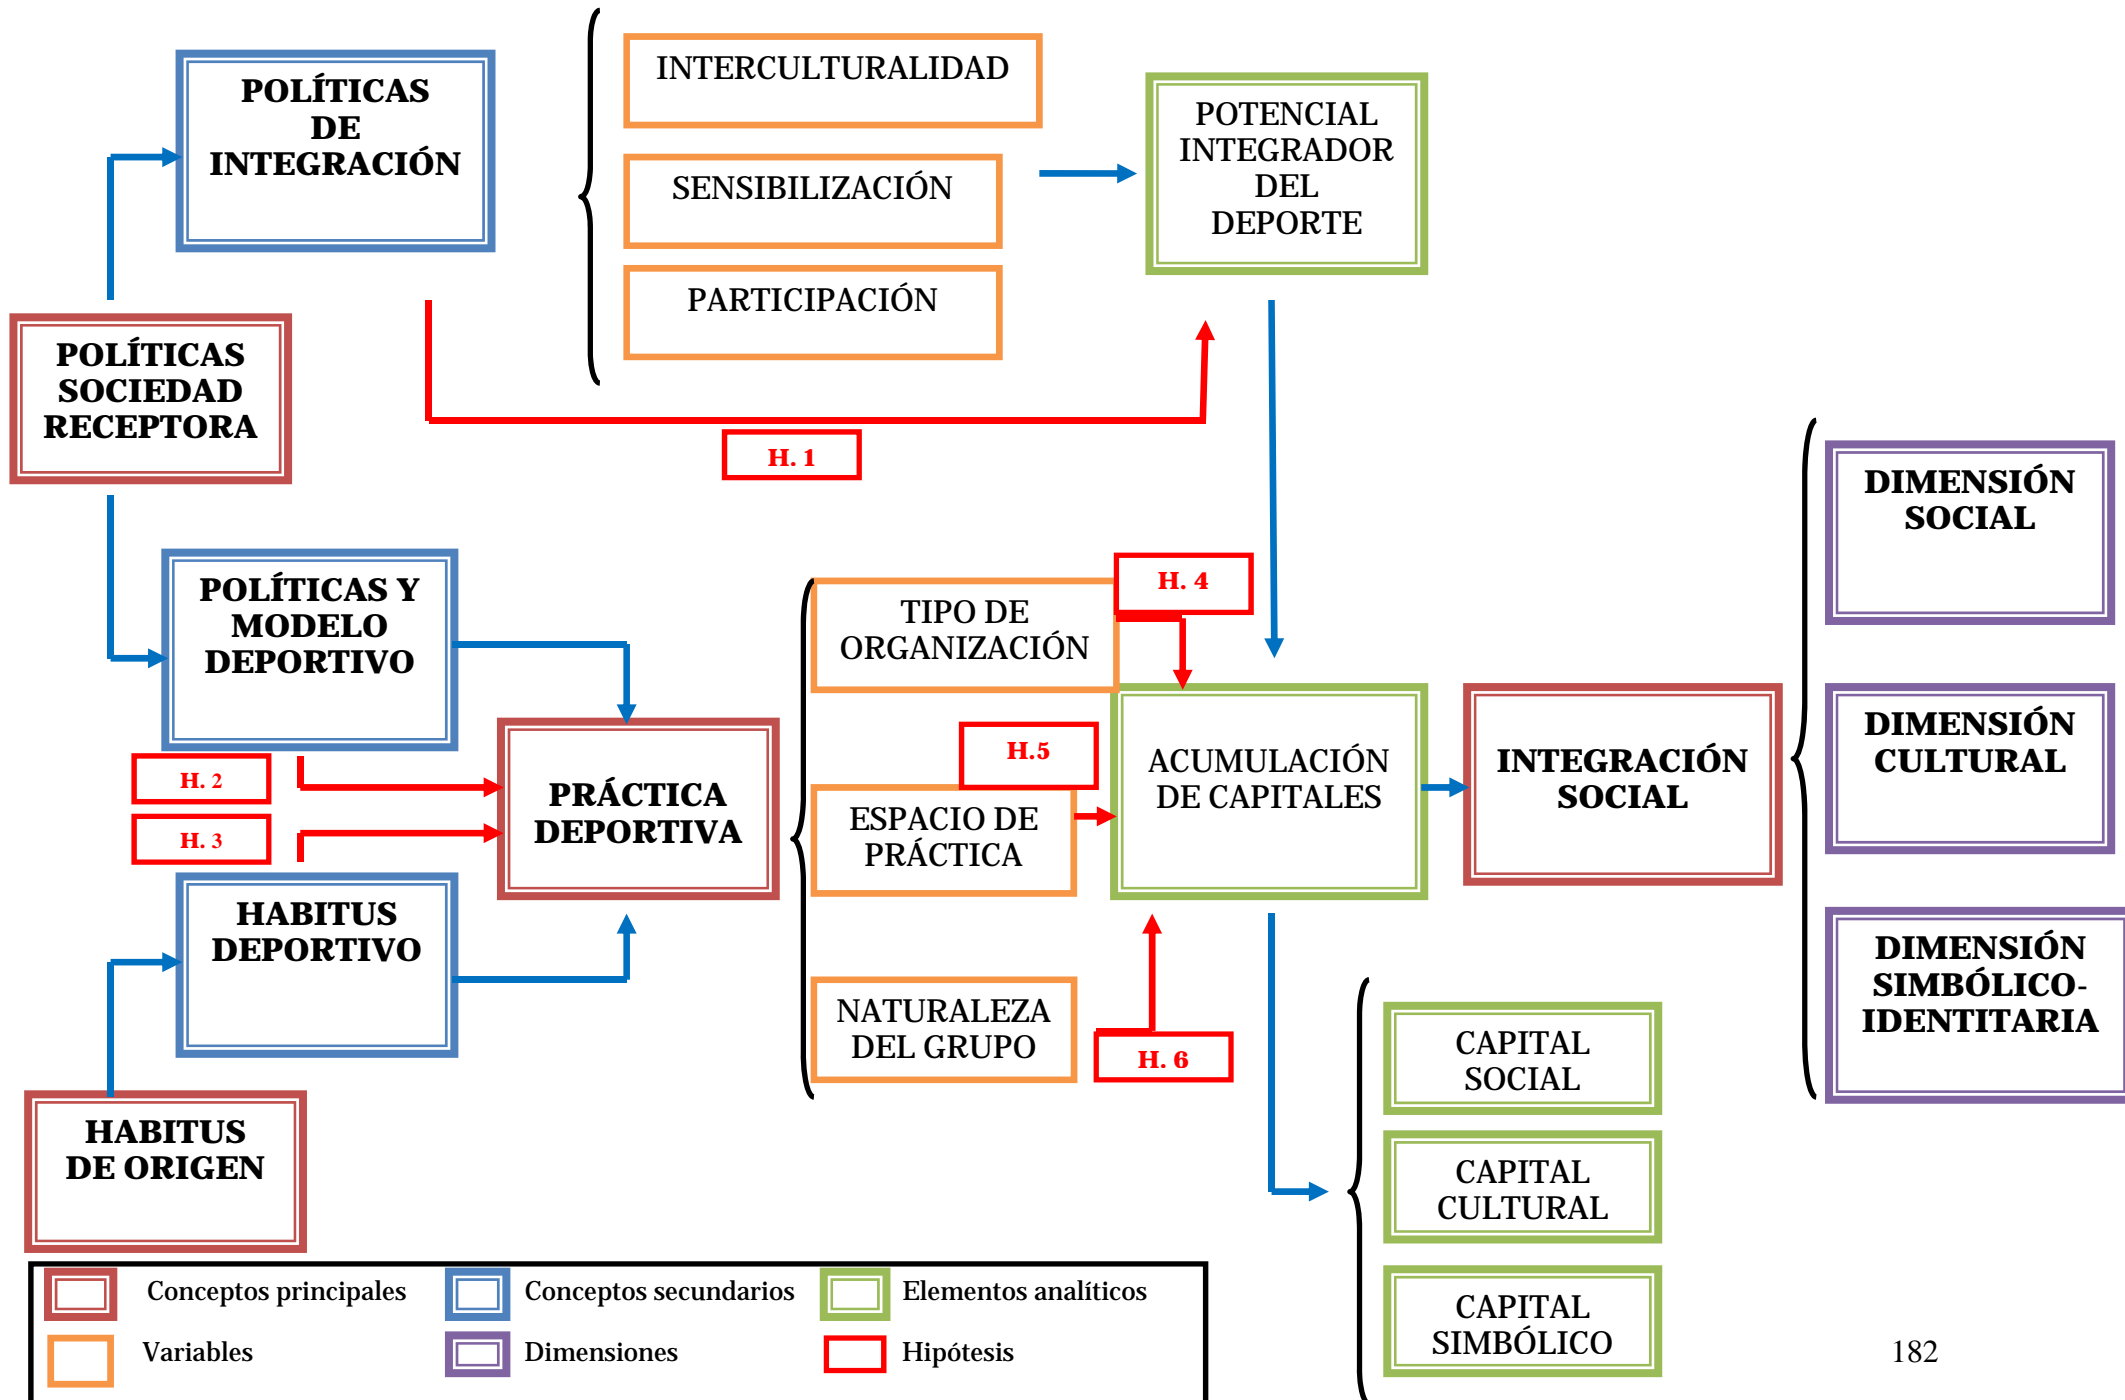 POLÍTICAS
DE
INTEGRACIÓN
INTERCULTURALIDAD
SENSIBILIZACIÓN
PARTICIPACIÓN
POTENCIAL
INTEGRADOR
DEL
DEPORTE
POLÍTICAS
SOCIEDAD
RECEPTORA
H. 1
DIMENSIÓN
SOCIAL
POLÍTICAS Y
MODELO
DEPORTIVO
TIPO DE
ORGANIZACIÓN
H. 4
H. 2
H. 3
PRÁCTICA
DEPORTIVA
H.5
ESPACIO DE
PRÁCTICA
ACUMULACIÓN
DE CAPITALES
INTEGRACIÓN
SOCIAL
DIMENSIÓN
CULTURAL
HABITUS
DEPORTIVO
NATURALEZA
DEL GRUPO
H. 6
DIMENSIÓN
SIMBÓLICO-
IDENTITARIA
CAPITAL
SOCIAL
HABITUS
DE ORIGEN
CAPITAL
CULTURAL
CAPITAL
SIMBÓLICO
Conceptos principales
Conceptos secundarios
Elementos analíticos
Variables
Dimensiones
Hipótesis
182